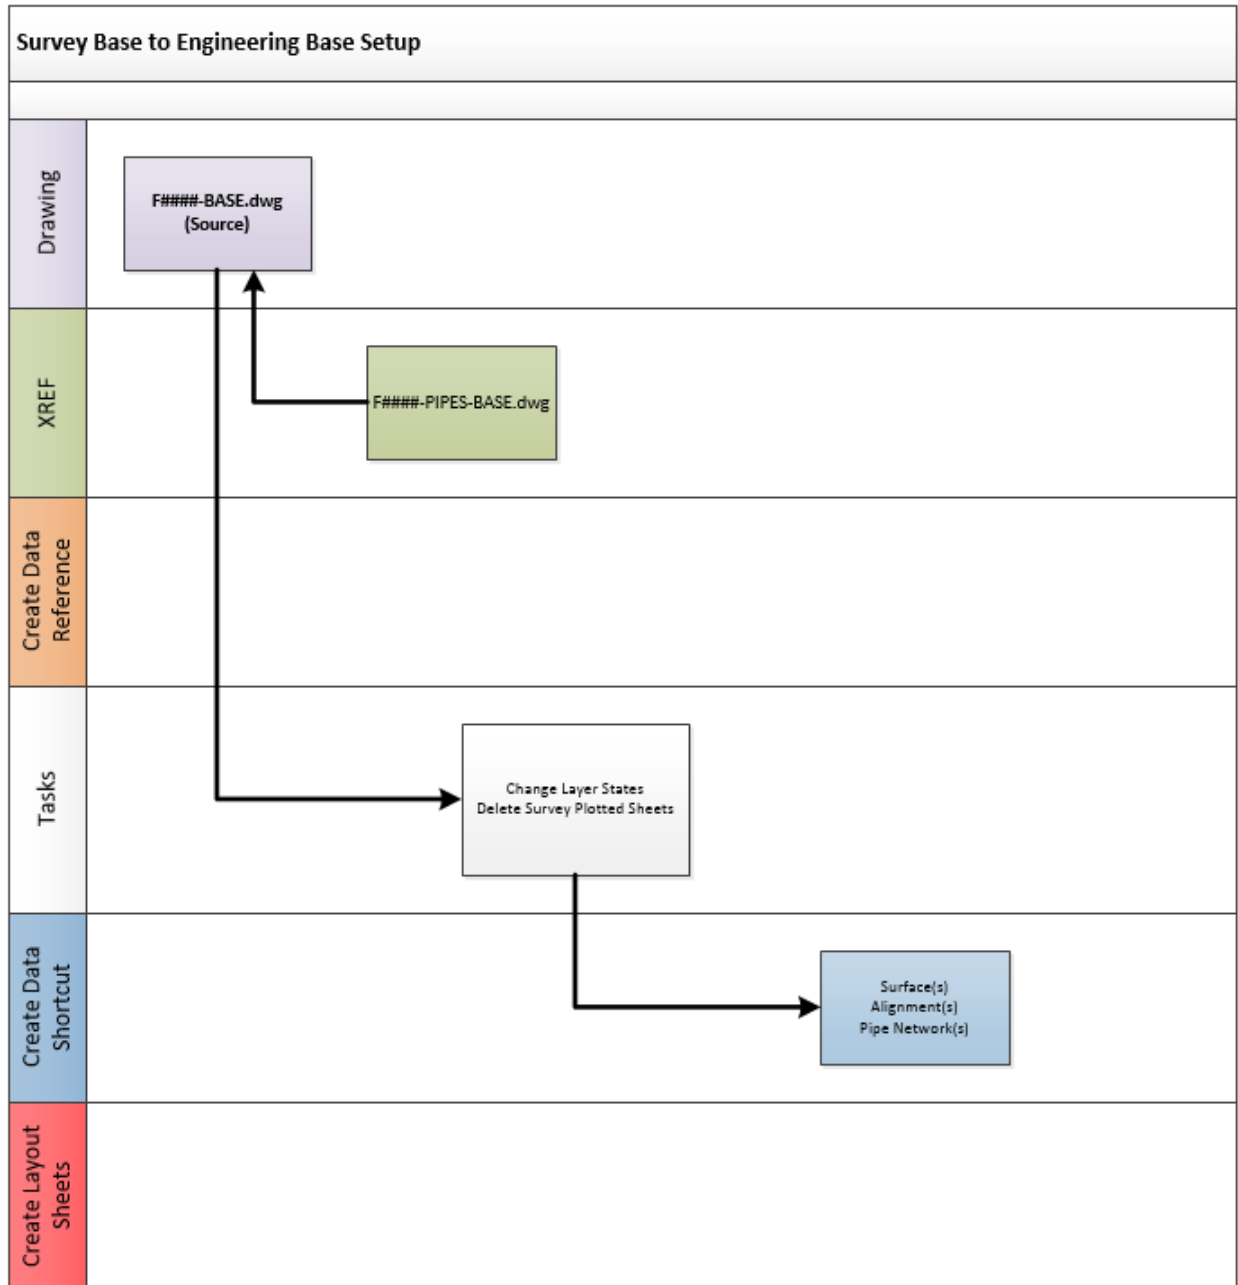 Survey Base to Engineering Base Setup
Drawing
F####-BASE.dwg
(Source)
XREF
F####-PIPES-BASE.dwg
Create Data
Reference
Tasks
Change Layer States
Delete Survey Plotted Sheets
Create Data
Shortcut
Surface(s)
Alignment(s)
Pipe Network(s)
Create Layout
Sheets